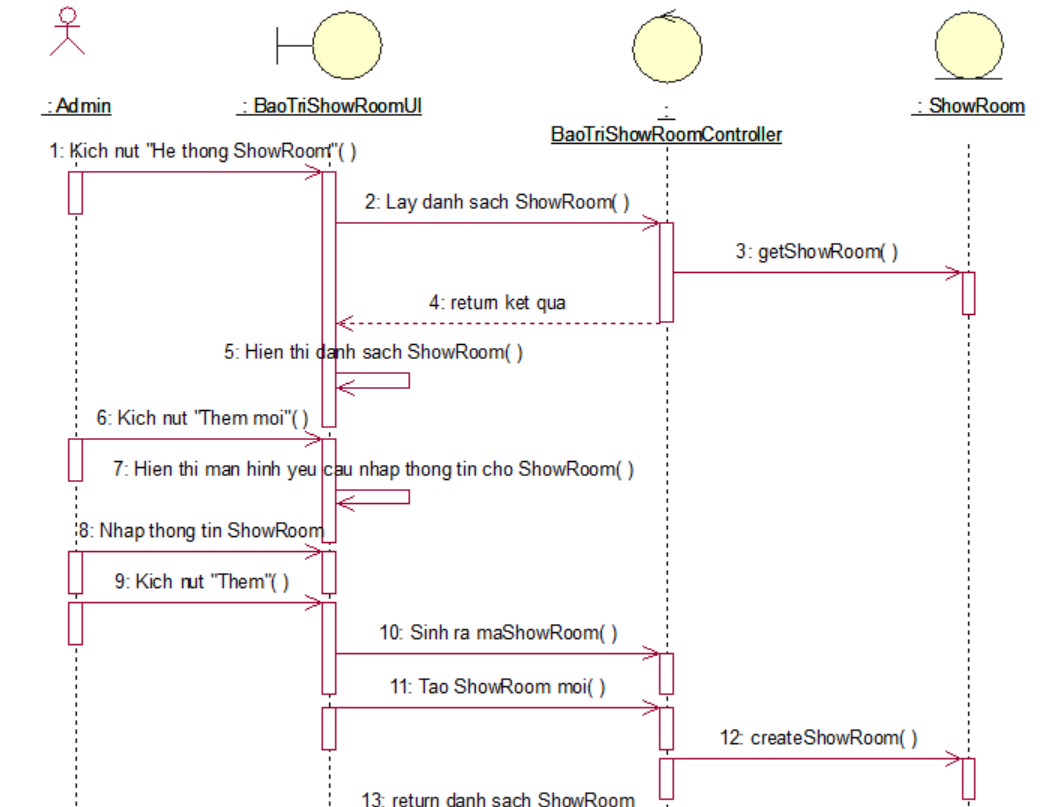 : Admin
: BaoTriShowRoomUI
:
BaoTriShowRoomController
: ShowRoom
1: Kich nut "He thong ShowRoom"( )
2: Lay danh sach ShowRoom( )
3: getShowRoom( )
4: return ket qua
5: Hien thi danh sach ShowRoom( )
6: Kich nut "Them moi"( )
7: Hien thi man hinh yeu cau nhap thong tin cho ShowRoom( )
8: Nhap thong tin ShowRoom
9: Kich nut "Them"( )
10: Sinh ra maShowRoom( )
11: Tao ShowRoom moi( )
12: createShowRoom( )
13: return danh sach ShowRoom